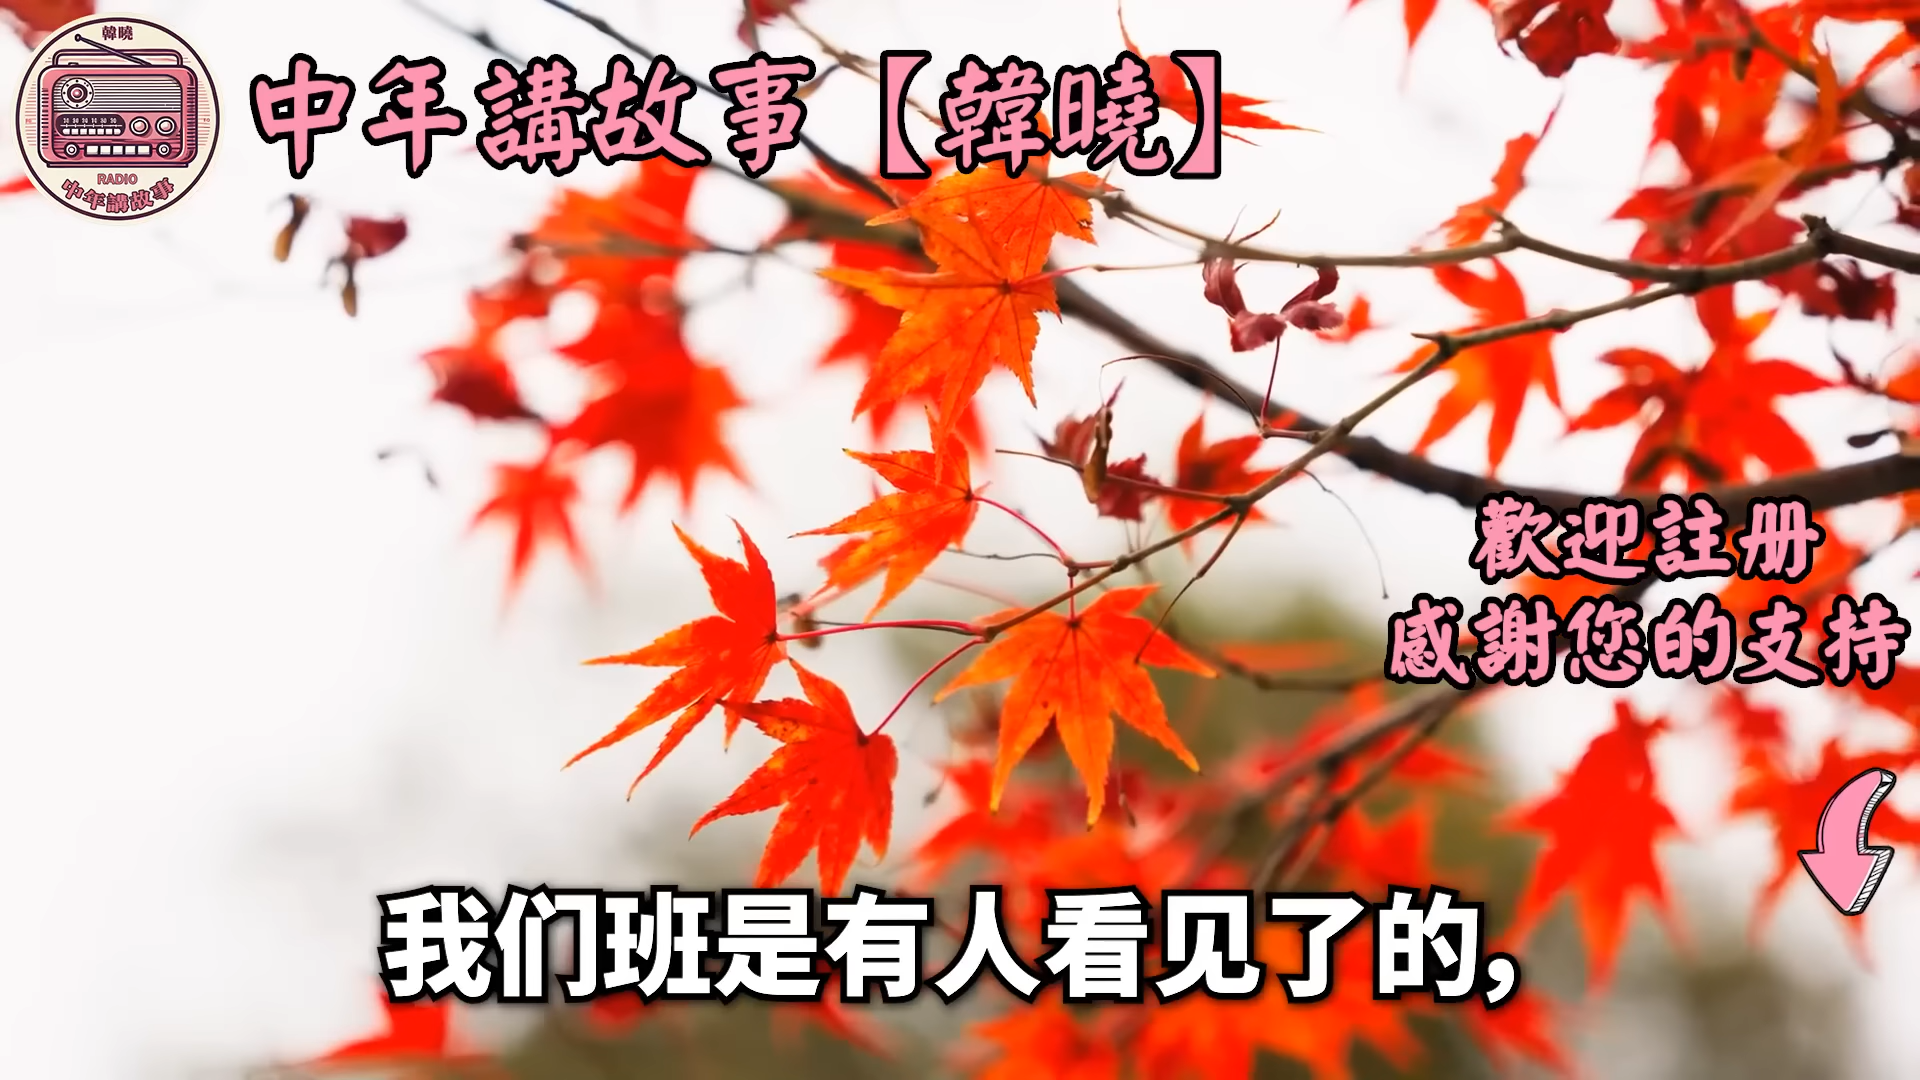 韓曉
RADIO
中年講故事
中年講故事【韓曉】
歡迎註册
感謝您的支持
我们班是有人看见了的,